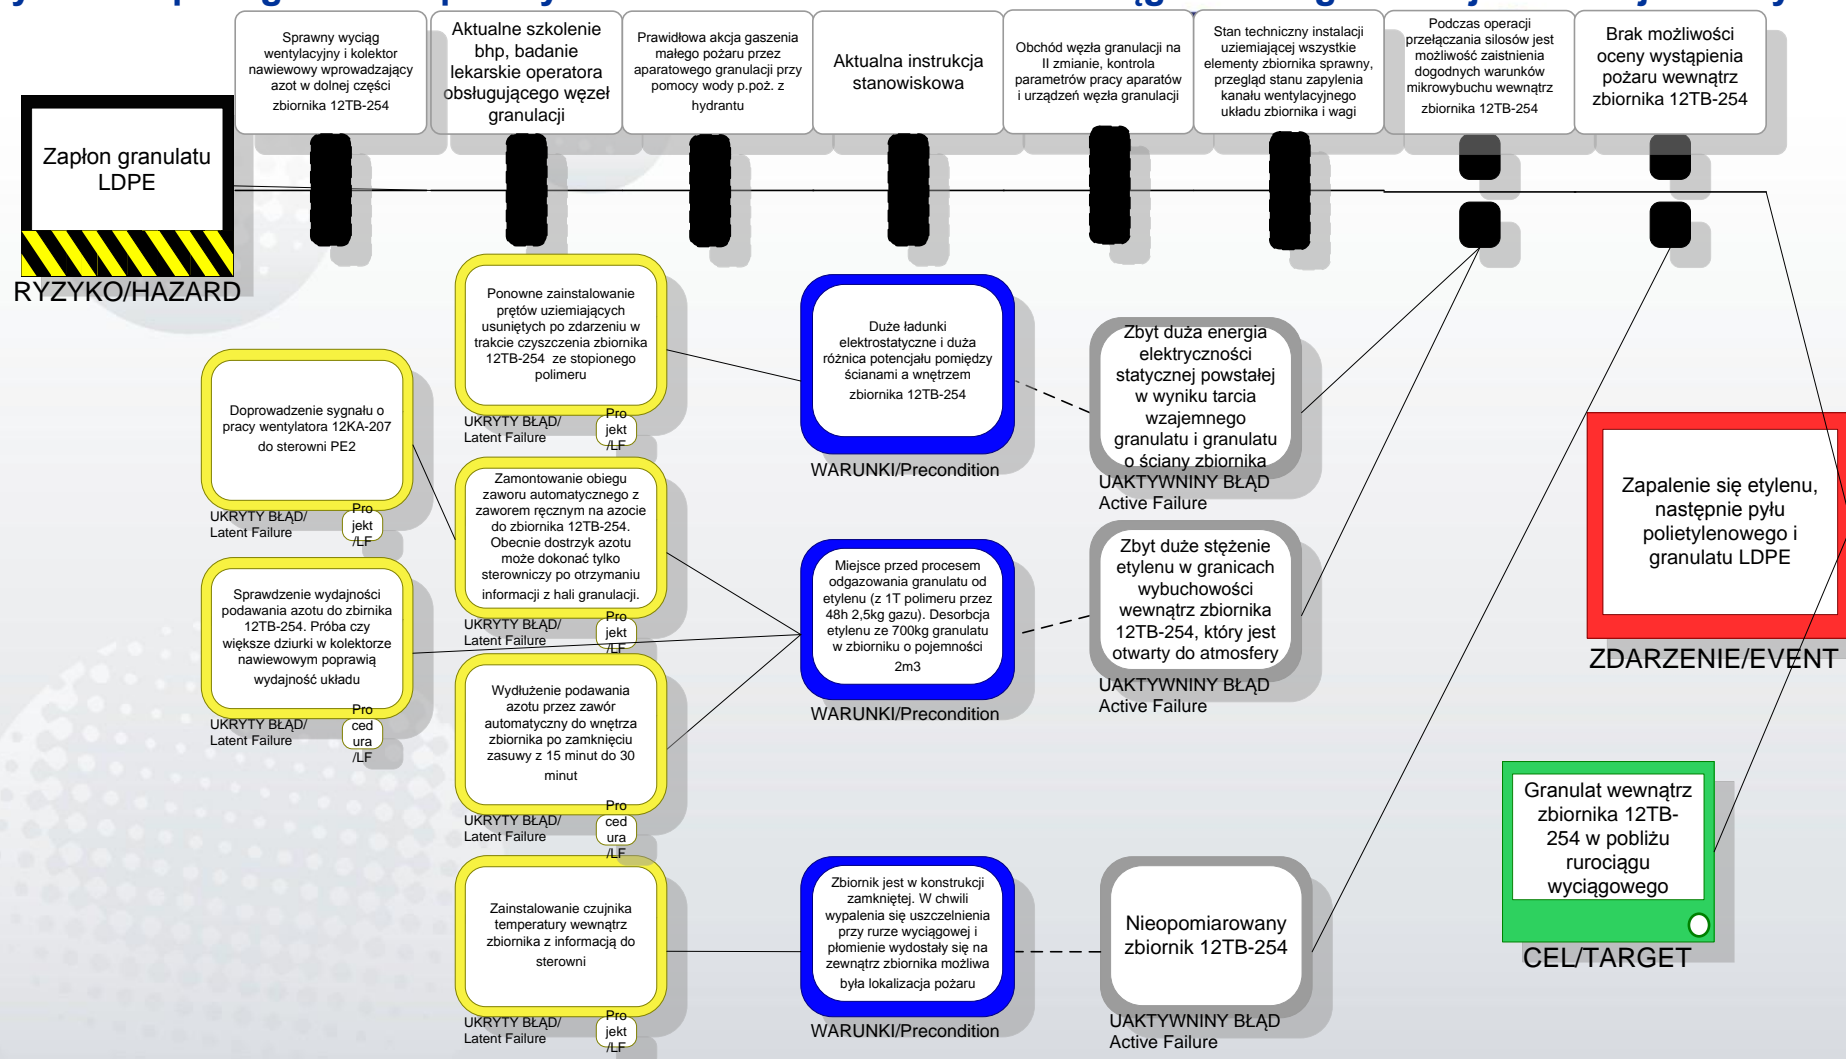 Sprawny wyciąg
wentylacyjny i kolektor
nawiewowy wprowadzający
azot w dolnej części
zbiornika 12TB-254
Aktualne szkolenie
bhp, badanie
lekarskie operatora
obsługującego węzeł
granulacji
Prawidłowa akcja gaszenia
małego pożaru przez
aparatowego granulacji przy
pomocy wody p.poż. z
hydrantu
Aktualna instrukcja
stanowiskowa
Obchód węzła granulacji na
II zmianie, kontrola
parametrów pracy aparatów
i urządzeń węzła granulacji
Stan techniczny instalacji
uziemiającej wszystkie
elementy zbiornika sprawny,
przegląd stanu zapylenia
kanału wentylacyjnego
układu zbiornika i wagi
Podczas operacji
przełączania silosów jest
możliwość zaistnienia
dogodnych warunków
mikrowybuchu wewnątrz
zbiornika 12TB-254
Brak możliwości
oceny wystąpienia
pożaru wewnątrz
zbiornika 12TB-254
Zapłon granulatu
LDPE
RYZYKO/HAZARD
Ponowne zainstalowanie
prętów uziemiających
usuniętych po zdarzeniu w
trakcie czyszczenia zbiornika
12TB-254 ze stopionego
polimeru
UKRYTY BŁĄD/
Latent Failure
Pro
jekt
/LF
Duże ładunki
elektrostatyczne i duża
różnica potencjału pomiędzy
ścianami a wnętrzem
zbiornika 12TB-254
WARUNKI/Precondition
Zbyt duża energia
elektryczności
statycznej powstałej
w wyniku tarcia
wzajemnego
granulatu i granulatu
o ściany zbiornika
UAKTYWNINY BŁĄD
Active Failure
Doprowadzenie sygnału o
pracy wentylatora 12KA-207
do sterowni PE2
UKRYTY BŁĄD/
Latent Failure
Pro
jekt
/LF
Zamontowanie obiegu
zaworu automatycznego z
zaworem ręcznym na azocie
do zbiornika 12TB-254.
Obecnie dostrzyk azotu
może dokonać tylko
sterowniczy po otrzymaniu
informacji z hali granulacji.
UKRYTY BŁĄD/
Latent Failure
Pro
jekt
/LF
Miejsce przed procesem
odgazowania granulatu od
etylenu (z 1T polimeru przez
48h 2,5kg gazu). Desorbcja
etylenu ze 700kg granulatu
w zbiorniku o pojemności
2m3
WARUNKI/Precondition
Zbyt duże stężenie
etylenu w granicach
wybuchowości
wewnątrz zbiornika
12TB-254, który jest
otwarty do atmosfery
UAKTYWNINY BŁĄD
Active Failure
Zapalenie się etylenu,
następnie pyłu
polietylenowego i
granulatu LDPE
ZDARZENIE/EVENT
Sprawdzenie wydajności
podawania azotu do zbirnika
12TB-254. Próba czy
większe dziurki w kolektorze
nawiewowym poprawią
wydajność układu
UKRYTY BŁĄD/
Latent Failure
Pro
ced
ura
/LF
Wydłużenie podawania
azotu przez zawór
automatyczny do wnętrza
zbiornika po zamknięciu
zasuwy z 15 minut do 30
minut
UKRYTY BŁĄD/
Latent Failure
Pro
ced
ura
/LF
Granulat wewnątrz
zbiornika 12TB-
254 w pobliżu
rurociągu
wyciągowego
CEL/TARGET
Zainstalowanie czujnika
temperatury wewnątrz
zbiornika z informacją do
sterowni
UKRYTY BŁĄD/
Latent Failure
Pro
jekt
/LF
Zbiornik jest w konstrukcji
zamkniętej. W chwili
wypalenia się uszczelnienia
przy rurze wyciągowej i
płomienie wydostały się na
zewnątrz zbiornika możliwa
była lokalizacja pożaru
WARUNKI/Precondition
Nieopomiarowany
zbiornik 12TB-254
UAKTYWNINY BŁĄD
Active Failure